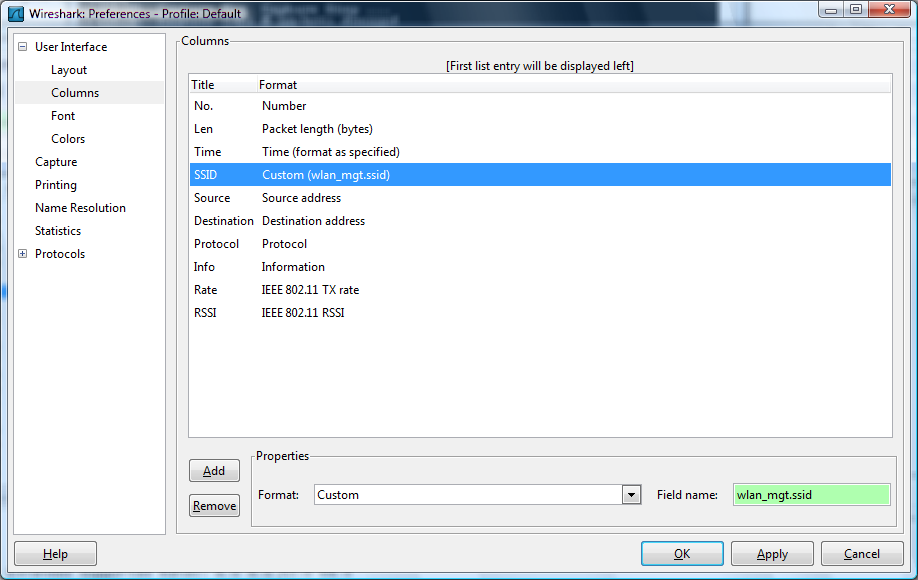 Wireshark: Preferences - Profile: Default
User Interface
Layout
Columns
Font
Colors
Capture
Printing
Name Resolution
Statistics
Protocols
Columns
[First list entry will be displayed left]
Title Format
No. Number
Len Packet length (bytes)
Time Time (format as specified)
SSID Custom (wlan_mgt.ssid)
Source Source address
Destination Destination address
Protocol Protocol
Info Information
Rate IEEE 802.11 TX rate
RSSI IEEE 802.11 RSSI
Add
Remove
Properties
Format: Custom Field name: wlan_mgt.ssid
Help OK Apply Cancel